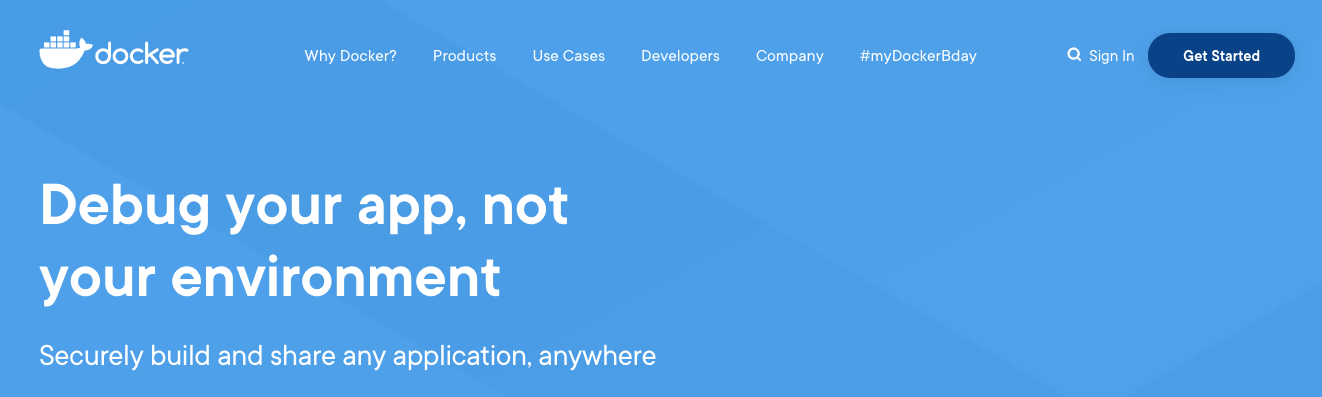 docker
Why Docker? Products Use Cases Developers Company #myDockerBday Sign In Get Started
Debug your app, not
your environment
Securely build and share any application, anywhere